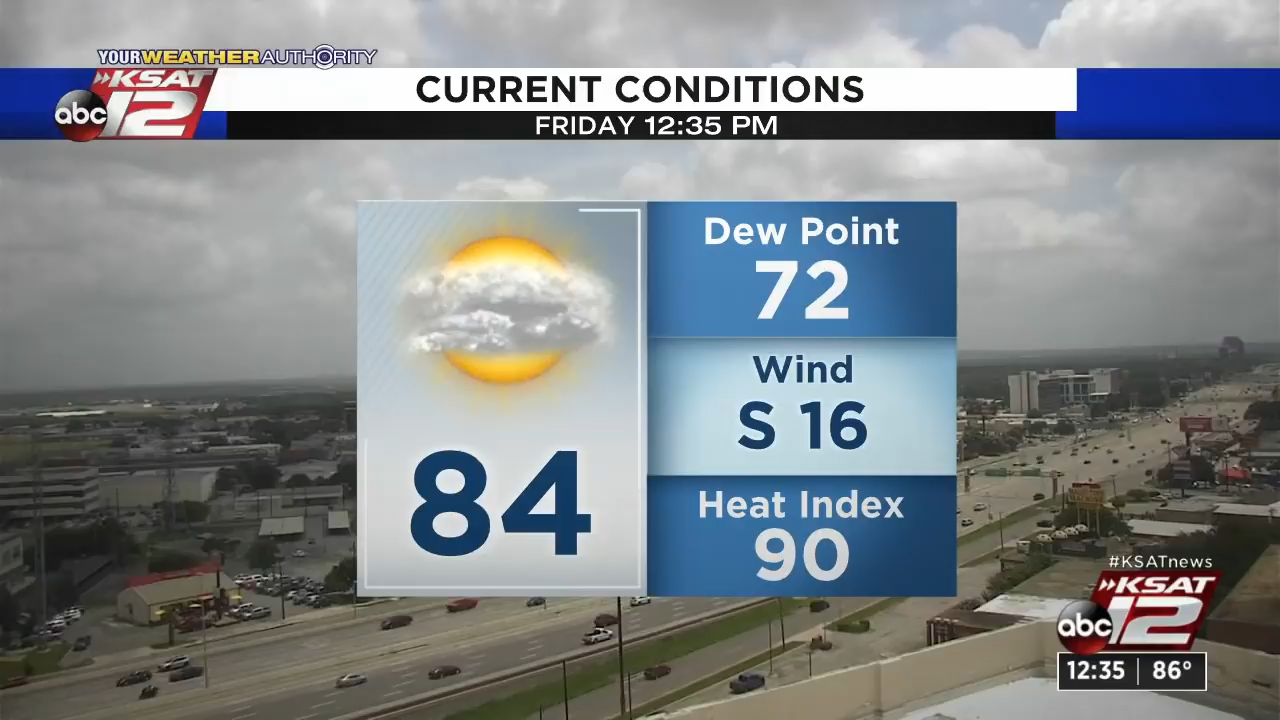 YOUR WEATHER AUTHORITY
KSAT
abc 12
CURRENT CONDITIONS
FRIDAY 12:35 PM
84
Dew Point
72
Wind
S 16
Heat Index
90
#KSATnews
KSAT
abc 12
12:35 86°